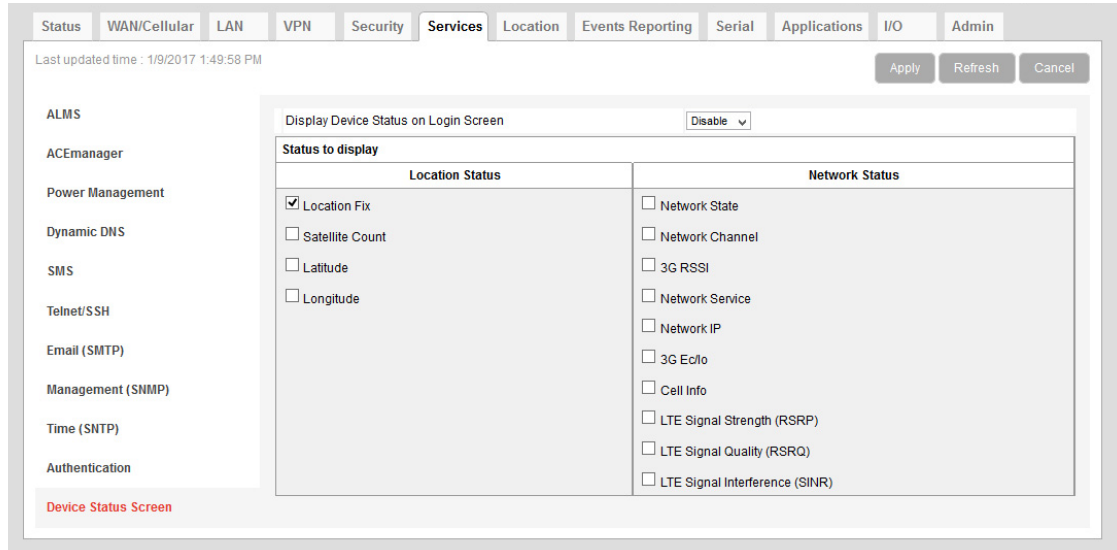 Status WAN/Cellular LAN VPN Security Services Location Events Reporting Serial Applications I/O Admin
Last updated time : 1/9/2017 1:49:58 PM
Apply Refresh Cancel
ALMS
ACEmanager
Power Management
Dynamic DNS
SMS
Telnet/SSH
Email (SMTP)
Management (SNMP)
Time (SNTP)
Authentication
Device Status Screen
Display Device Status on Login Screen Disable
Status to display
Location Status
Location Fix
Satellite Count
Latitude
Longitude
Network Status
Network State
Network Channel
3G RSSI
Network Service
Network IP
3G Ec/Io
Cell Info
LTE Signal Strength (RSRP)
LTE Signal Quality (RSRQ)
LTE Signal Interference (SINR)